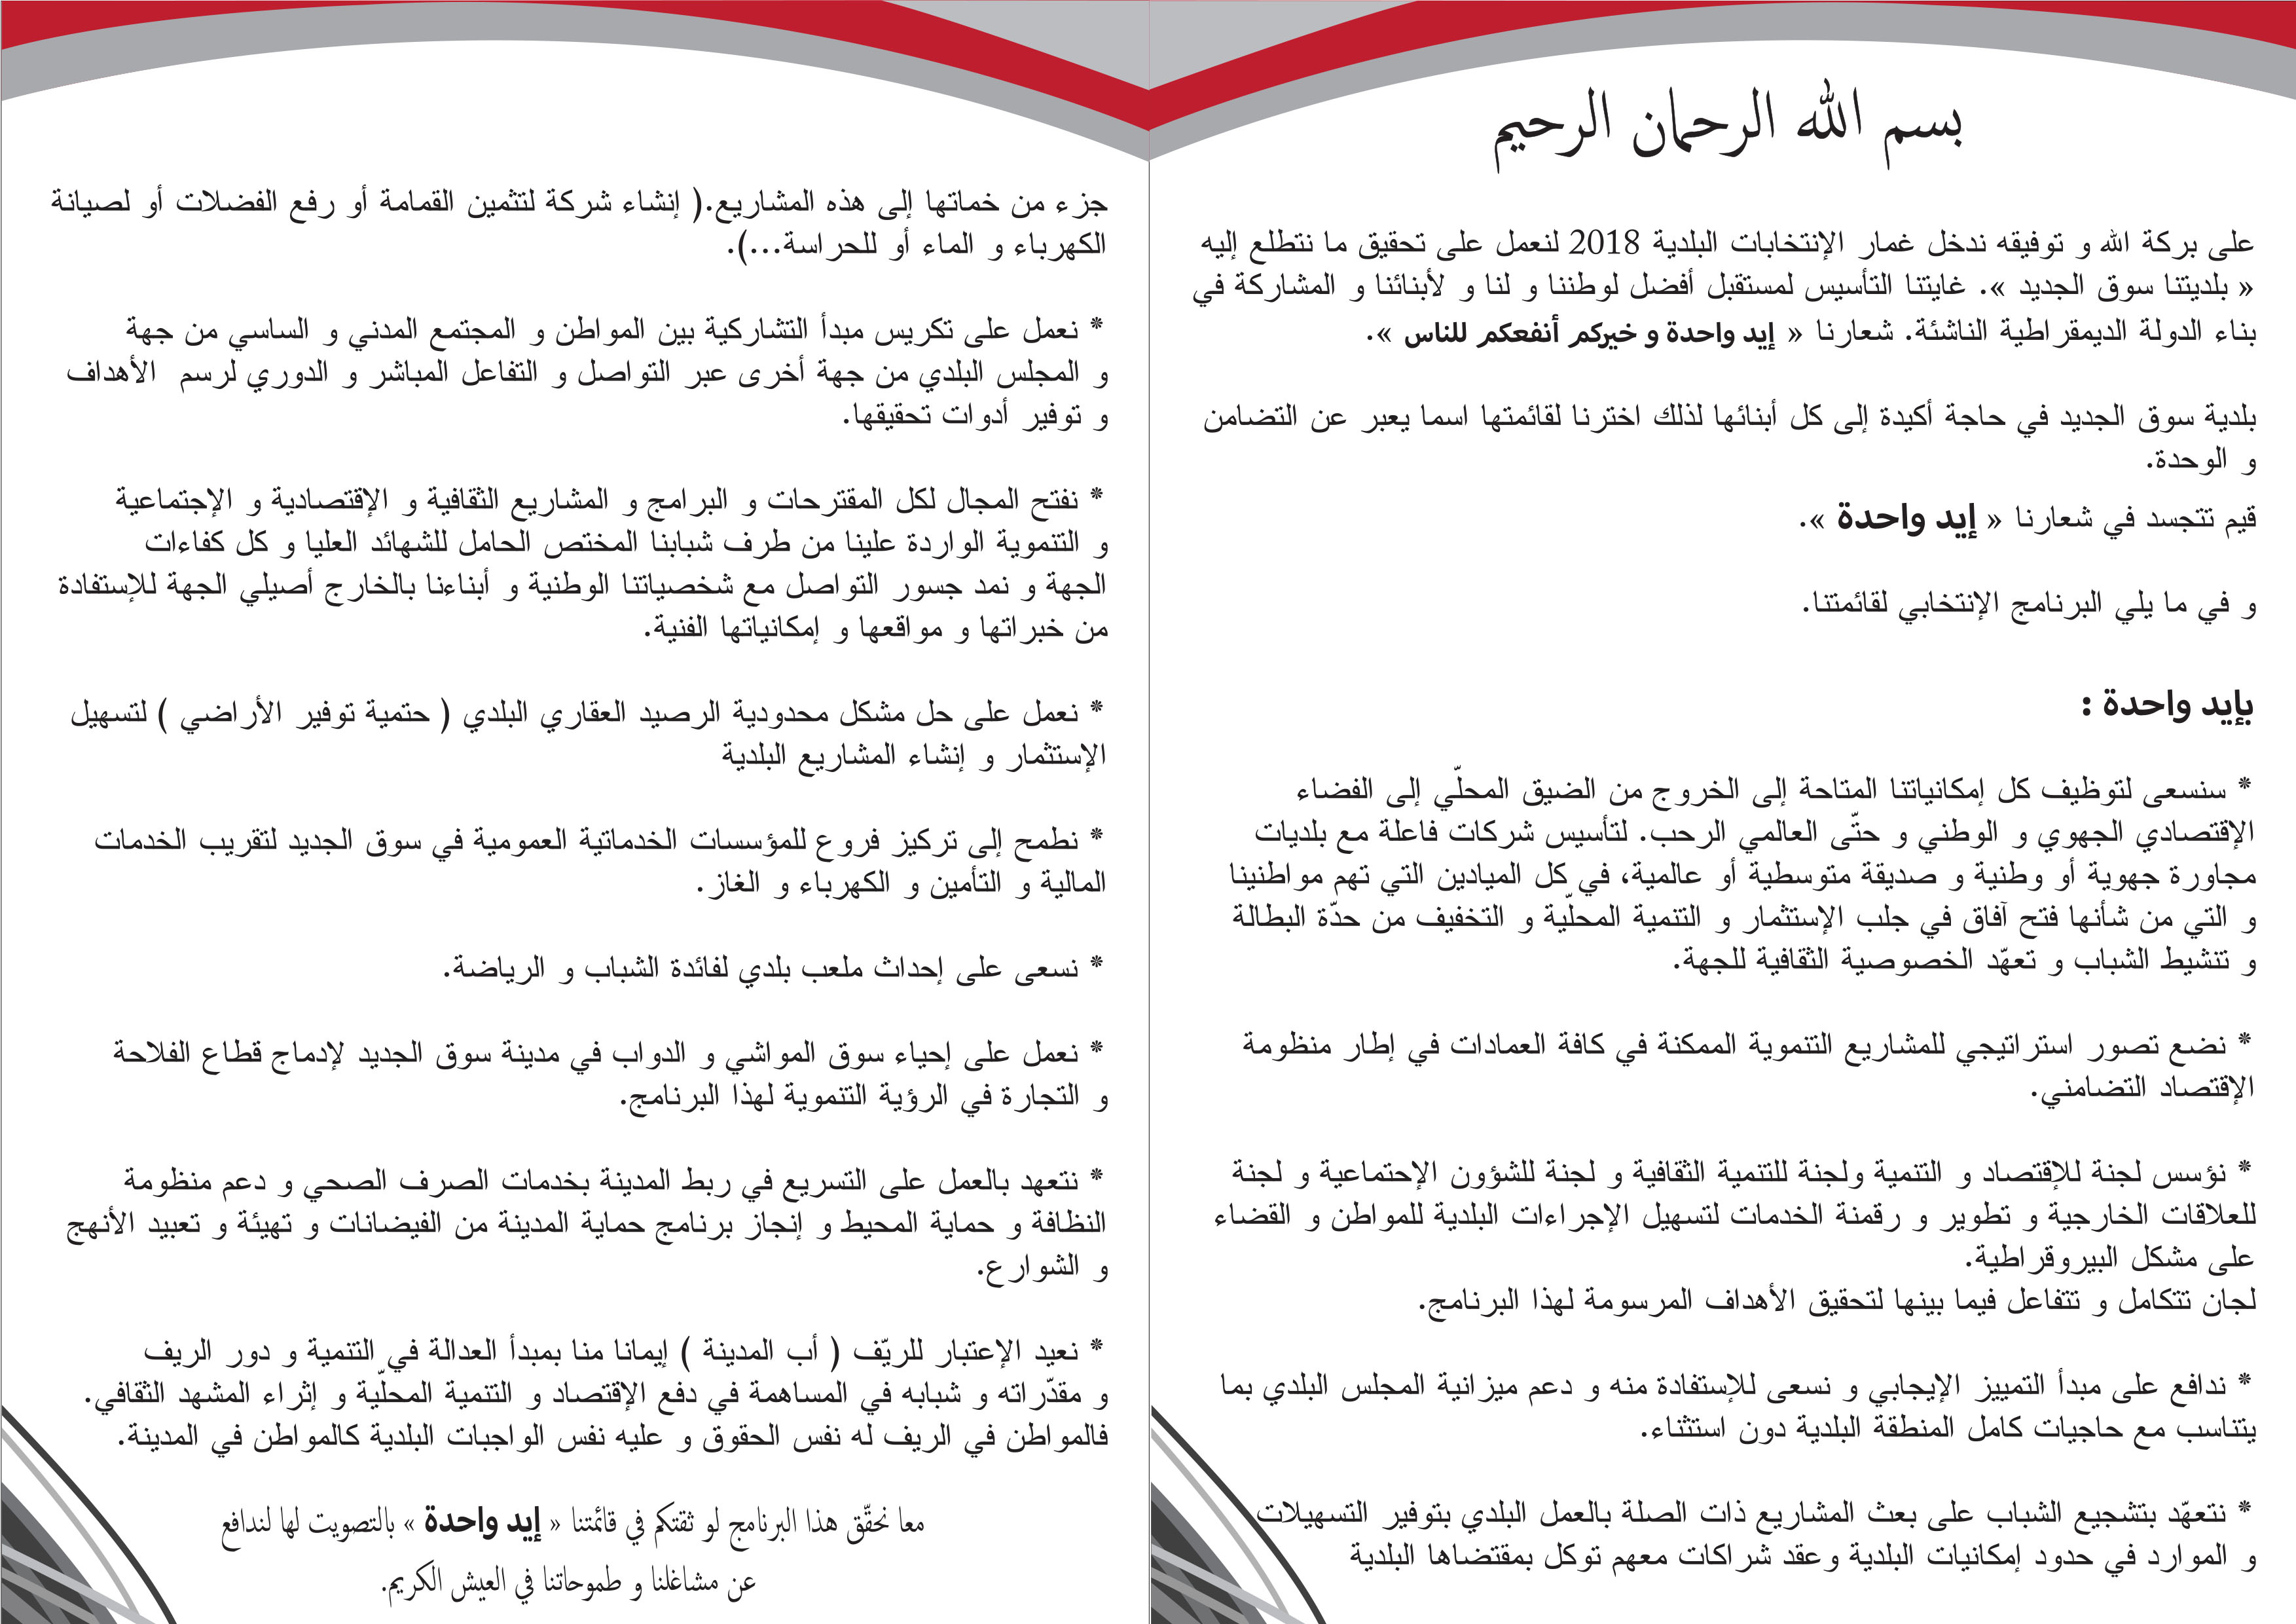 بسم الله الرحمان الرحيم
على بركة الله و توفيقه ندخل غمار الإنتخابات البلدية 2018 لنعمل على تحقيق ما نتطلع إليه
« بلديتنا سوق الجديد ». غايتنا التأسيس لمستقبل أفضل لوطننا و لنا و لأبنائنا و المشاركة في
بناء الدولة الديمقراطية الناشئة. شعارنا « إيد واحدة و خيركم أنفعكم للناس ».
بلدية سوق الجديد في حاجة أكيدة إلى كل أبنائها لذلك اخترنا لقائمتها اسما يعبر عن التضامن
و الوحدة.
قيم تتجسد في شعارنا « إيد واحدة ».
و في ما يلي البرنامج الإنتخابي لقائمتنا.
بإيد واحدة :
* سنسعى لتوظيف كل إمكانياتنا المتاحة إلى الخروج من الضيق المحلّي إلى الفضاء
الإقتصادي الجهوي و الوطني و حتّى العالمي الرحب. لتأسيس شركات فاعلة مع بلديات
مجاورة جهوية أو وطنية و صديقة متوسطية أو عالمية، في كل الميادين التي تهم مواطنينا
و التي من شأنها فتح آفاق في جلب الإستثمار و التنمية المحلّية و التخفيف من حدّة البطالة
و تنشيط الشباب و تعهّد الخصوصية الثقافية للجهة.
* نضع تصور استراتيجي للمشاريع التنموية الممكنة في كافة العمادات في إطار منظومة
الإقتصاد التضامني.
* نؤسس لجنة للإقتصاد و التنمية ولجنة للتنمية الثقافية و لجنة للشؤون الإحتماعية و لجنة
للعلاقات الخارجية و تطوير و رقمنة الخدمات لتسهيل الإجراءات البلدية للمواطن و القضاء
على مشكل البيروقراطية.
لجان تتكامل و تتفاعل فيما بينها لتحقيق الأهداف المرسومة لهذا البرنامج.
* ندافع على مبدأ التمييز الإيجابي و نسعى للإستفادة منه و دعم ميزانية المجلس البلدي بما
يتناسب مع حاجيات كامل المنطقة البلدية دون استثناء.
* نتعهّد بتشجيع الشباب على بعث المشاريع ذات الصلة بالعمل البلدي بتوفير التسهيلات
و الموارد في حدود إمكانيات البلدية وعقد شراكات معهم توكل بمقتضاها البلدية
جزء من خماتها إلى هذه المشاريع.( إنشاء شركة لتثمين القمامة أو رفع الفضلات أو لصيانة
الكهرباء و الماء أو للحراسة...).
* نعمل على تكريس مبدأ التشاركية بين المواطن و المجتمع المدني و الساسي من جهة
و المجلس البلدي من جهة أخرى عبر التواصل و التفاعل المباشر و الدوري لرسم الأهداف
و توفير أدوات تحقيقها.
* نفتح المجال لكل المقترحات و البرامج و المشاريع الثقافية و الإقتصادية و الإجتماعية
و التنموية الواردة علينا من طرف شبابنا المختص الحامل للشهائد العليا و كل كفاءات
الجهة و نمد جسور التواصل مع شخصياتنا الوطنية و أبناءنا بالخارج أصيلي الجهة للإستفادة
من خبراتها و مواقعها و إمكانياتها الفنية.
* نعمل على حل مشكل محدودية الرصيد العقاري البلدي ( حتمية توفير الأراضي ) لتسهيل
الإستثمار و إنشاء المشاريع البلدية
* نطمح إلى تركيز فروع للمؤسسات الخدماتية العمومية في سوق الجديد لتقريب الخدمات
المالية و التأمين و الكهرباء و الغاز.
* نسعى على إحداث ملعب بلدي لفائدة الشباب و الرياضة.
* نعمل على إحياء سوق المواشي و الدواب في مدينة سوق الجديد لإدماج قطاع الفلاحة
و التجارة في الرؤية التنموية لهذا البرنامج.
* نتعهد بالعمل على التسريع في ربط المدينة بخدمات الصرف الصحي و دعم منظومة
النظافة و حماية المحيط و إنجاز برنامج حماية المدينة من الفيضانات و تهيئة و تعبيد الأنهج
و الشوارع.
* نعيد الإعتبار للريّف ( أب المدينة ) إيمانا منا بمبدأ العدالة في التنمية و دور الريف
و مقدّراته و شبابه في المساهمة في دفع الإقتصاد و التنمية المحلّية و إثراء المشهد الثقافي.
فالمواطن في الريف له نفس الحقوق و عليه نفس الواجبات البلدية كالمواطن في المدينة.
معا نحقّق هذا البرنامج لو ثقتكم في قائمتنا « إيد واحدة » بالتصويت لها لندافع
عن مشاغلنا و طموحاتنا في العيش الكريم.